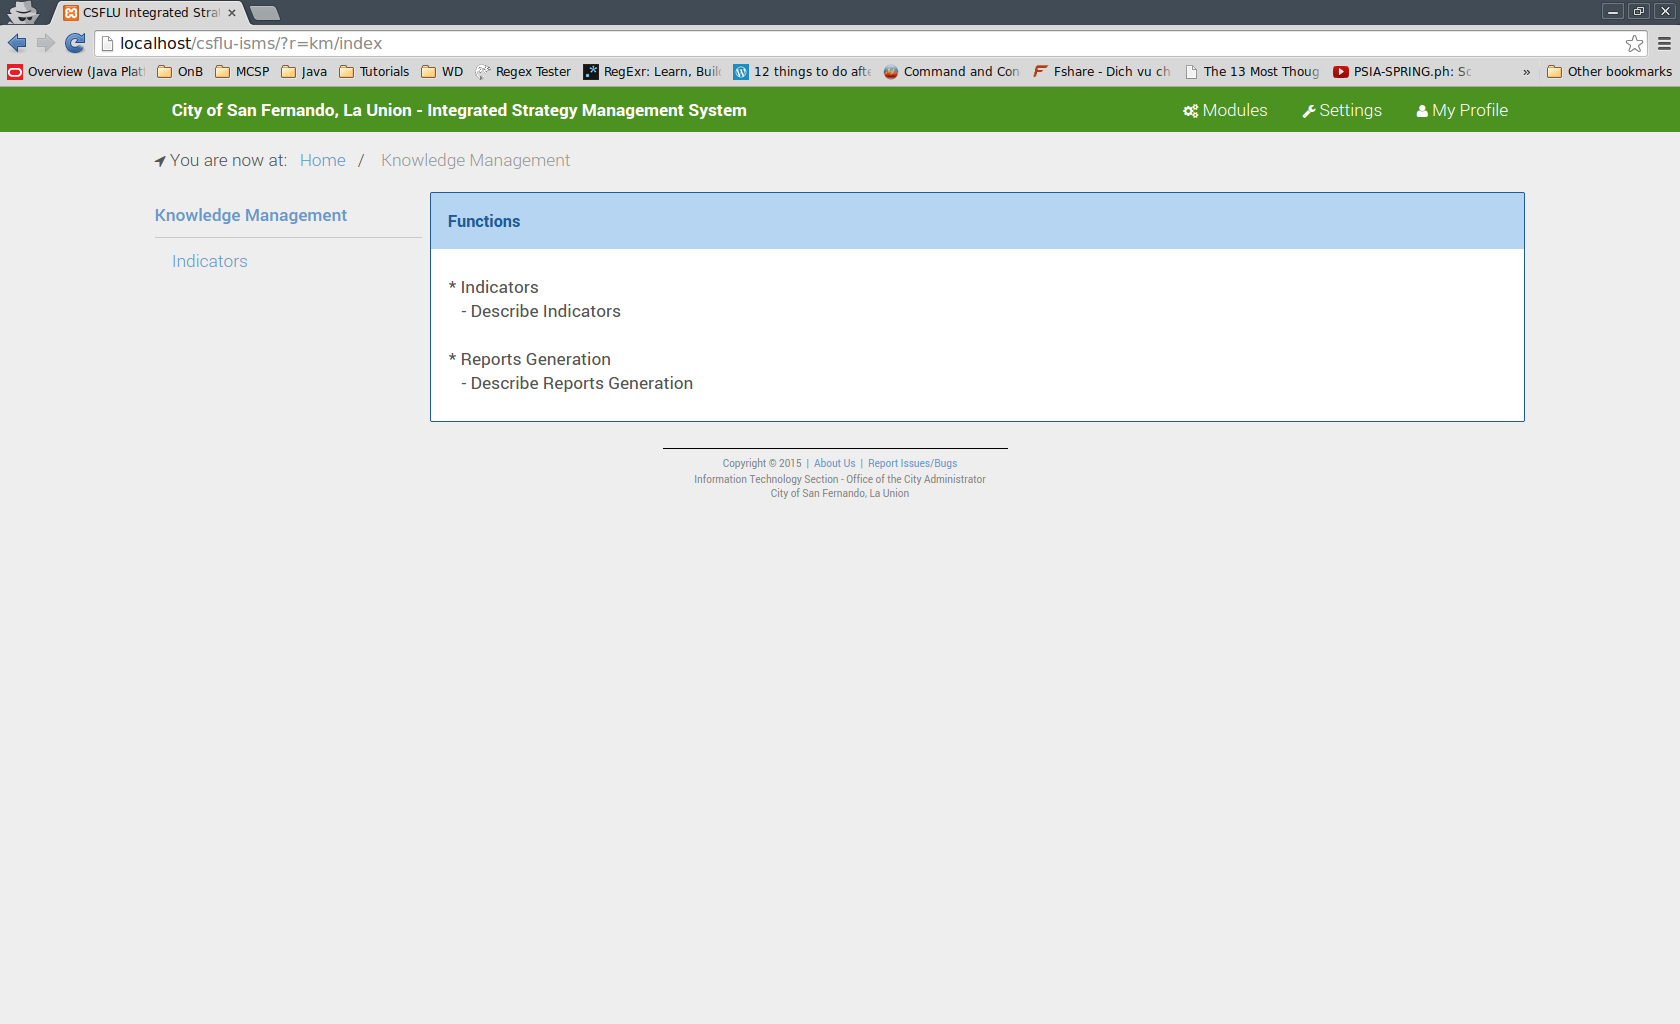 CSFLU Integrated Stra
localhost/csflu-isms/?r=km/index
Overview (Java Plat OnB MCSP Java Tutorials WD Regex Tester RegExr: Learn, Buil 12 things to do afte Command and Con Fshare - Dich vu ch The 13 Most Thoug PSIA-SPRING.ph: Sc » Other bookmarks
City of San Fernando, La Union - Integrated Strategy Management System Modules Settings My Profile
You are now at: Home / Knowledge Management
Knowledge Management
Indicators
Functions
* Indicators
- Describe Indicators
* Reports Generation
- Describe Reports Generation
Copyright © 2015 | About Us | Report Issues/Bugs
Information Technology Section - Office of the City Administrator
City of San Fernando, La Union